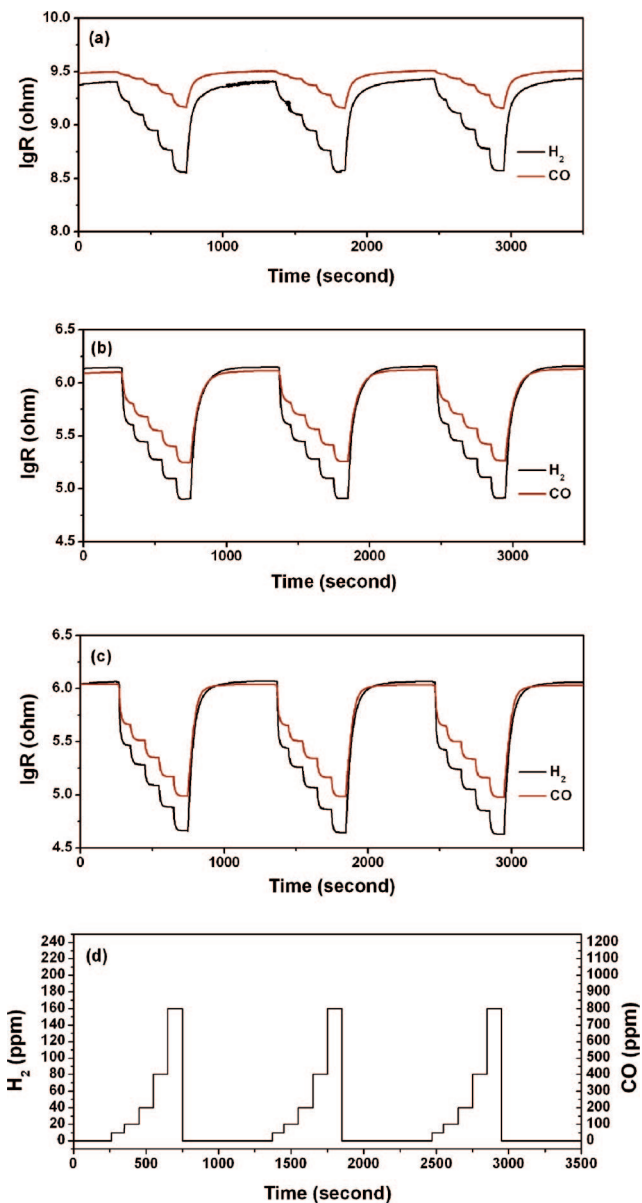 (a)
10.0
9.5
9.0
8.5
8.0
lgR (ohm)
H2
CO
0 1000 2000 3000
Time (second)
(b)
6.5
6.0
5.5
5.0
4.5
lgR (ohm)
H2
CO
0 1000 2000 3000
Time (second)
(c)
6.5
6.0
5.5
5.0
4.5
lgR (ohm)
H2
CO
0 1000 2000 3000
Time (second)
(d)
240
220
200
180
160
140
120
100
80
60
40
20
0
H2 (ppm)
1200
1100
1000
900
800
700
600
500
400
300
200
100
0
CO (ppm)
0 500 1000 1500 2000 2500 3000 3500
Time (second)